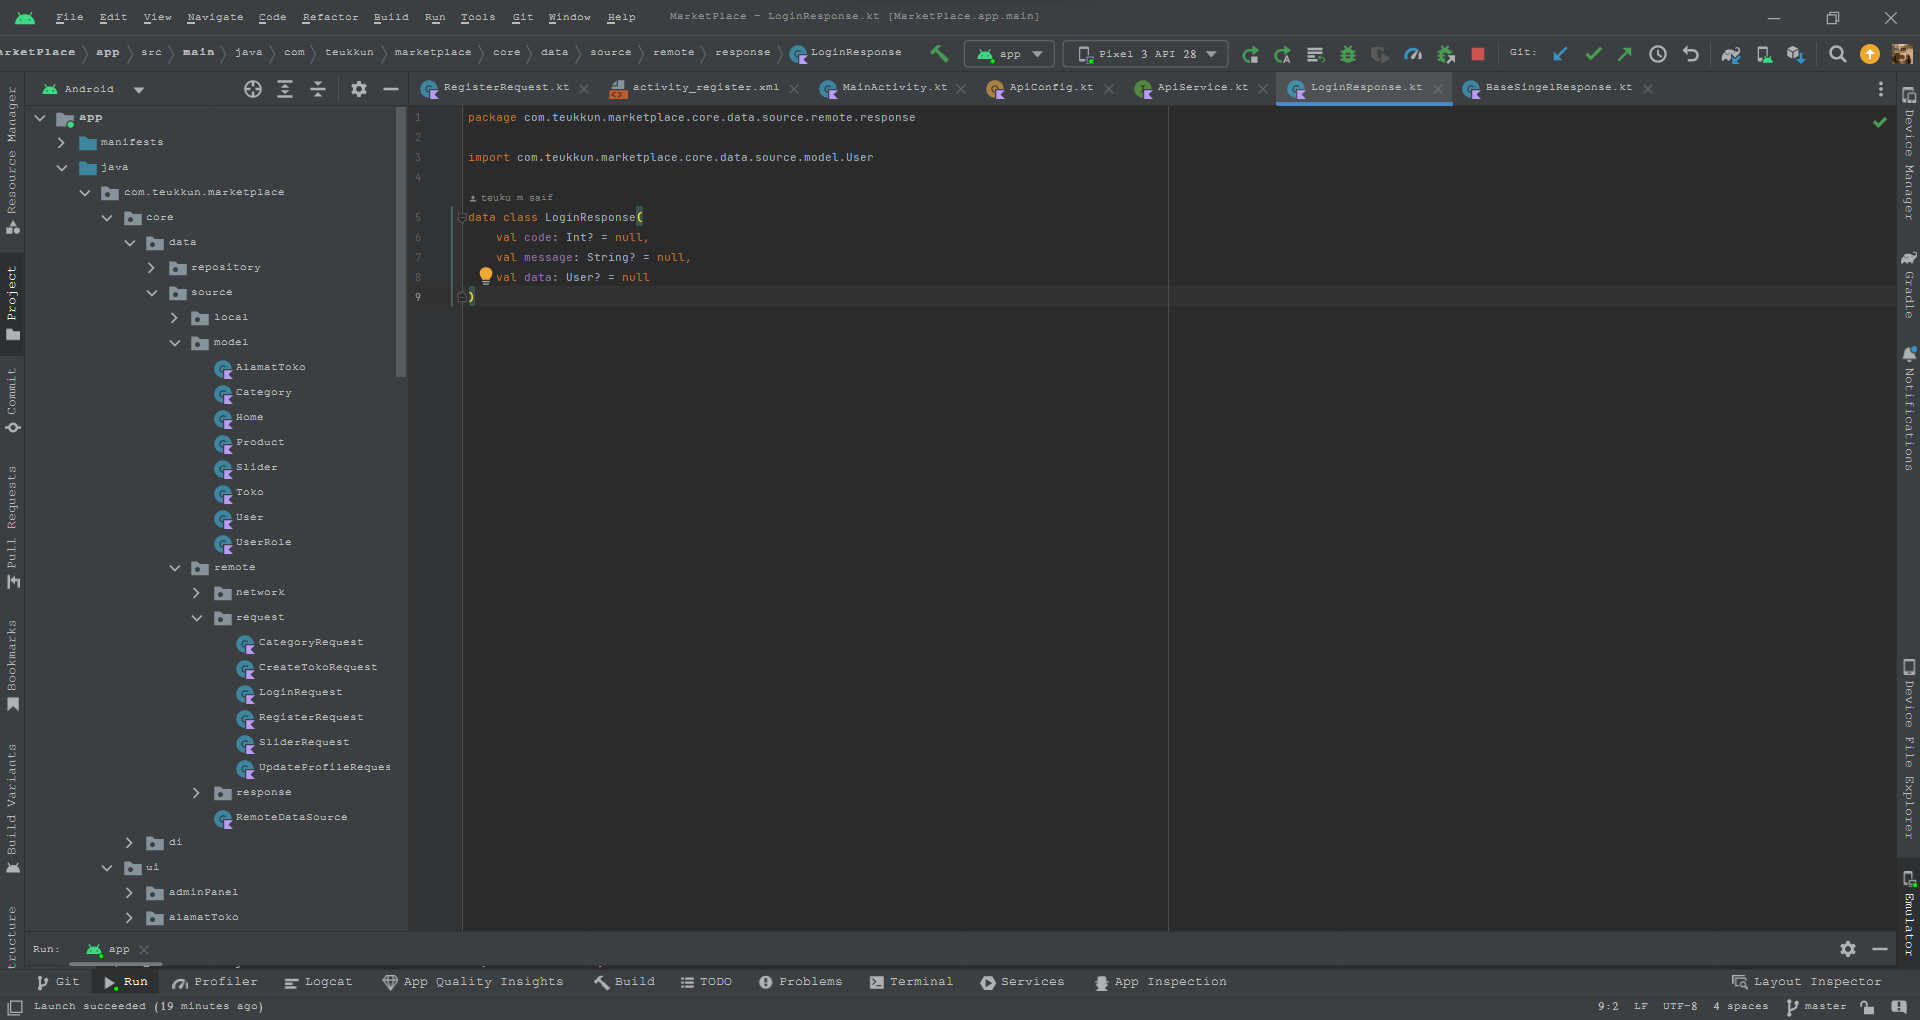 File Edit View Navigate Code Refactor Build Run Tools Git Window Help MarketPlace – LoginResponse.kt [MarketPlace.app.main]
arketPlace app src main java com teukkun marketplace core data source remote response LoginResponse app Pixel 3 API 28 Git:
Android RegisterRequest.kt activity_register.xml MainActivity.kt ApiConfig.kt ApiService.kt LoginResponse.kt BaseSingelResponse.kt
Resource Manager
Project
Commit
Pull Requests
Bookmarks
Build Variants
tructure
app
manifests
java
com.teukkun.marketplace
core
data
repository
source
local
model
AlamatToko
Category
Home
Product
Slider
Toko
User
UserRole
remote
network
request
CategoryRequest
CreateTokoRequest
LoginRequest
RegisterRequest
SliderRequest
UpdateProfileReques
response
RemoteDataSource
di
ui
adminPanel
alamatToko
1 package com.teukkun.marketplace.core.data.source.remote.response
2
3 import com.teukkun.marketplace.core.data.source.model.User
4
teuku m saif
5 data class LoginResponse(
6 val code: Int? = null,
7 val message: String? = null,
8 val data: User? = null
9 )
Device Manager
Gradle
Notifications
Device File Explorer
Emulator
Run: app
Git Run Profiler Logcat App Quality Insights Build TODO Problems Terminal Services App Inspection Layout Inspector
Launch succeeded (19 minutes ago) 9:2 LF UTF-8 4 spaces master